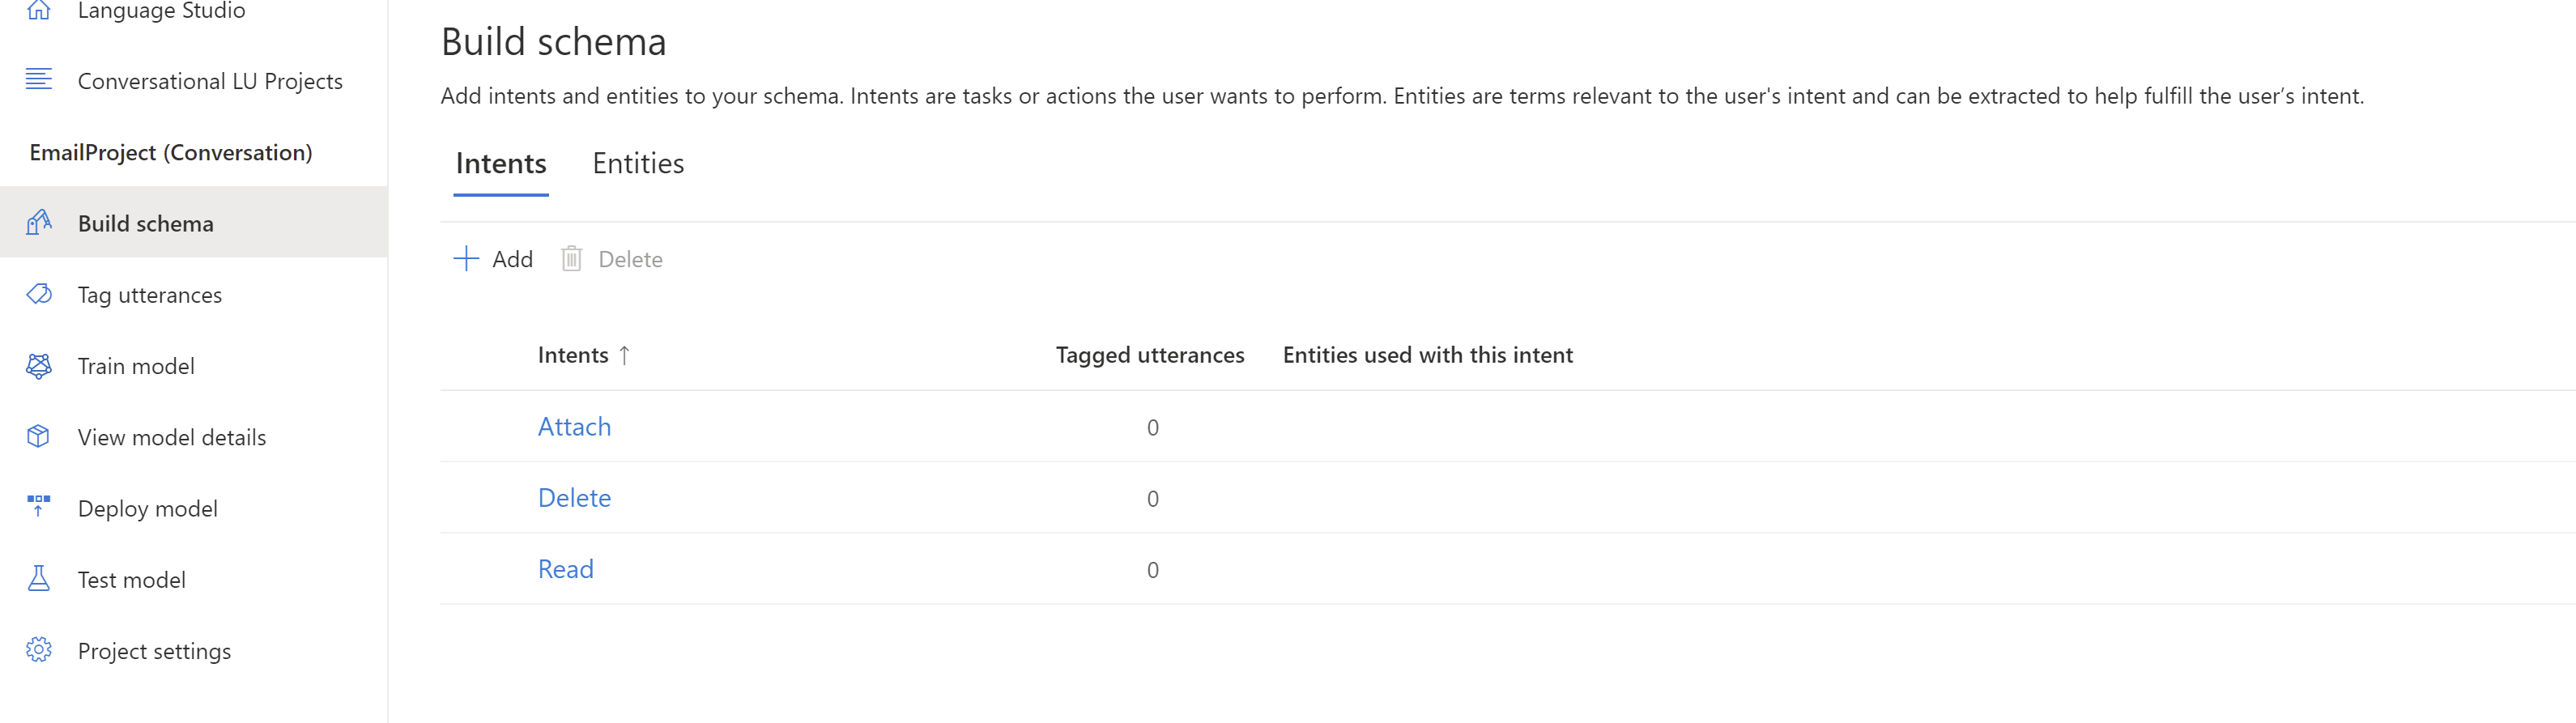 Language Studio
Conversational LU Projects
EmailProject (Conversation)
Build schema
Tag utterances
Train model
View model details
Deploy model
Test model
Project settings
Build schema
Add intents and entities to your schema. Intents are tasks or actions the user wants to perform. Entities are terms relevant to the user's intent and can be extracted to help fulfill the user’s intent.
Intents Entities
Add Delete
Intents ↑ Tagged utterances Entities used with this intent
Attach 0
Delete 0
Read 0